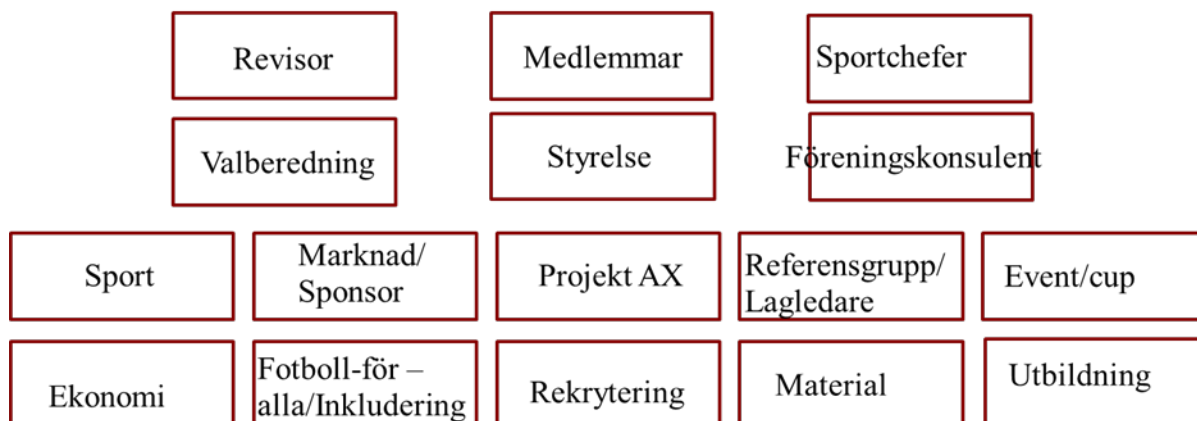 Revisor
Medlemmar
Sportchefer
Valberedning
Styrelse
Föreningskonsulent
Sport
Marknad/
Sponsor
Projekt AX
Referensgrupp/
Lagledare
Event/cup
Ekonomi
Fotboll-för –
alla/Inkludering
Rekrytering
Material
Utbildning